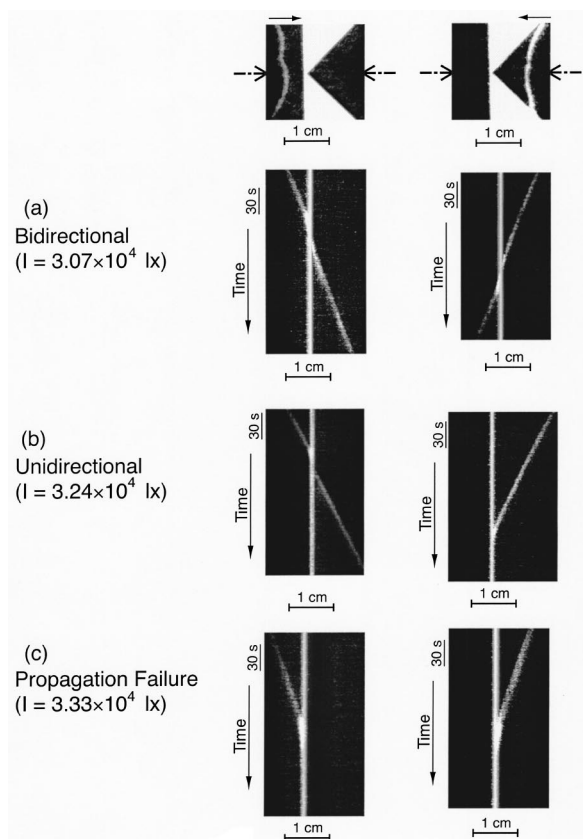 1 cm
1 cm
(a)
Bidirectional
(I = 3.07×10⁴ lx)
30 s
Time
1 cm
30 s
Time
1 cm
(b)
Unidirectional
(I = 3.24×10⁴ lx)
30 s
Time
1 cm
30 s
Time
1 cm
(c)
Propagation Failure
(I = 3.33×10⁴ lx)
30 s
Time
1 cm
30 s
Time
1 cm